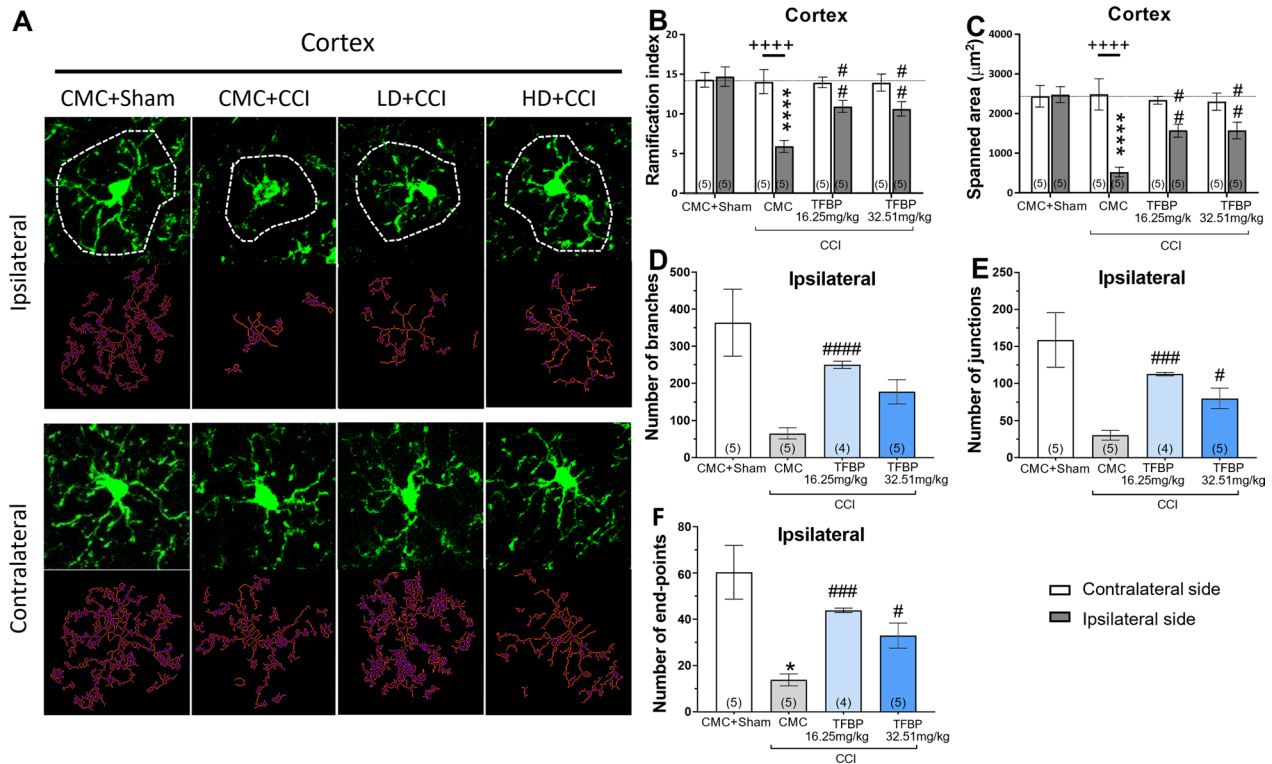 A
Cortex
CMC+Sham CMC+CCI LD+CCI HD+CCI
Ipsilateral
Contralateral
B
Cortex
Ramification index
15
10
5
0
20
++++
****
##
##
(5) (5) (5) (5) (5) (5) (5) (5)
CMC+Sham CMC TFBP TFBP
16.25mg/kg 32.51mg/kg
CCI
C
Cortex
Spanned area (μm²)
4000
3000
2000
1000
0
++++
****
##
##
(5) (5) (5) (5) (5) (5) (5) (5)
CMC+Sham CMC TFBP TFBP
16.25mg/k 32.51mg/kg
CCI
D
Ipsilateral
Number of branches
500
400
300
200
100
0
####
(5) (5) (4) (5)
CMC+Sham CMC TFBP TFBP
16.25mg/kg 32.51mg/kg
CCI
E
Ipsilateral
Number of junctions
250
200
150
100
50
0
###
#
(5) (5) (4) (5)
CMC+Sham CMC TFBP TFBP
16.25mg/kg 32.51mg/kg
CCI
F
Ipsilateral
Number of end-points
80
60
40
20
0
*
###
#
(5) (5) (4) (5)
CMC+Sham CMC TFBP TFBP
16.25mg/kg 32.51mg/kg
CCI
Contralateral side
Ipsilateral side